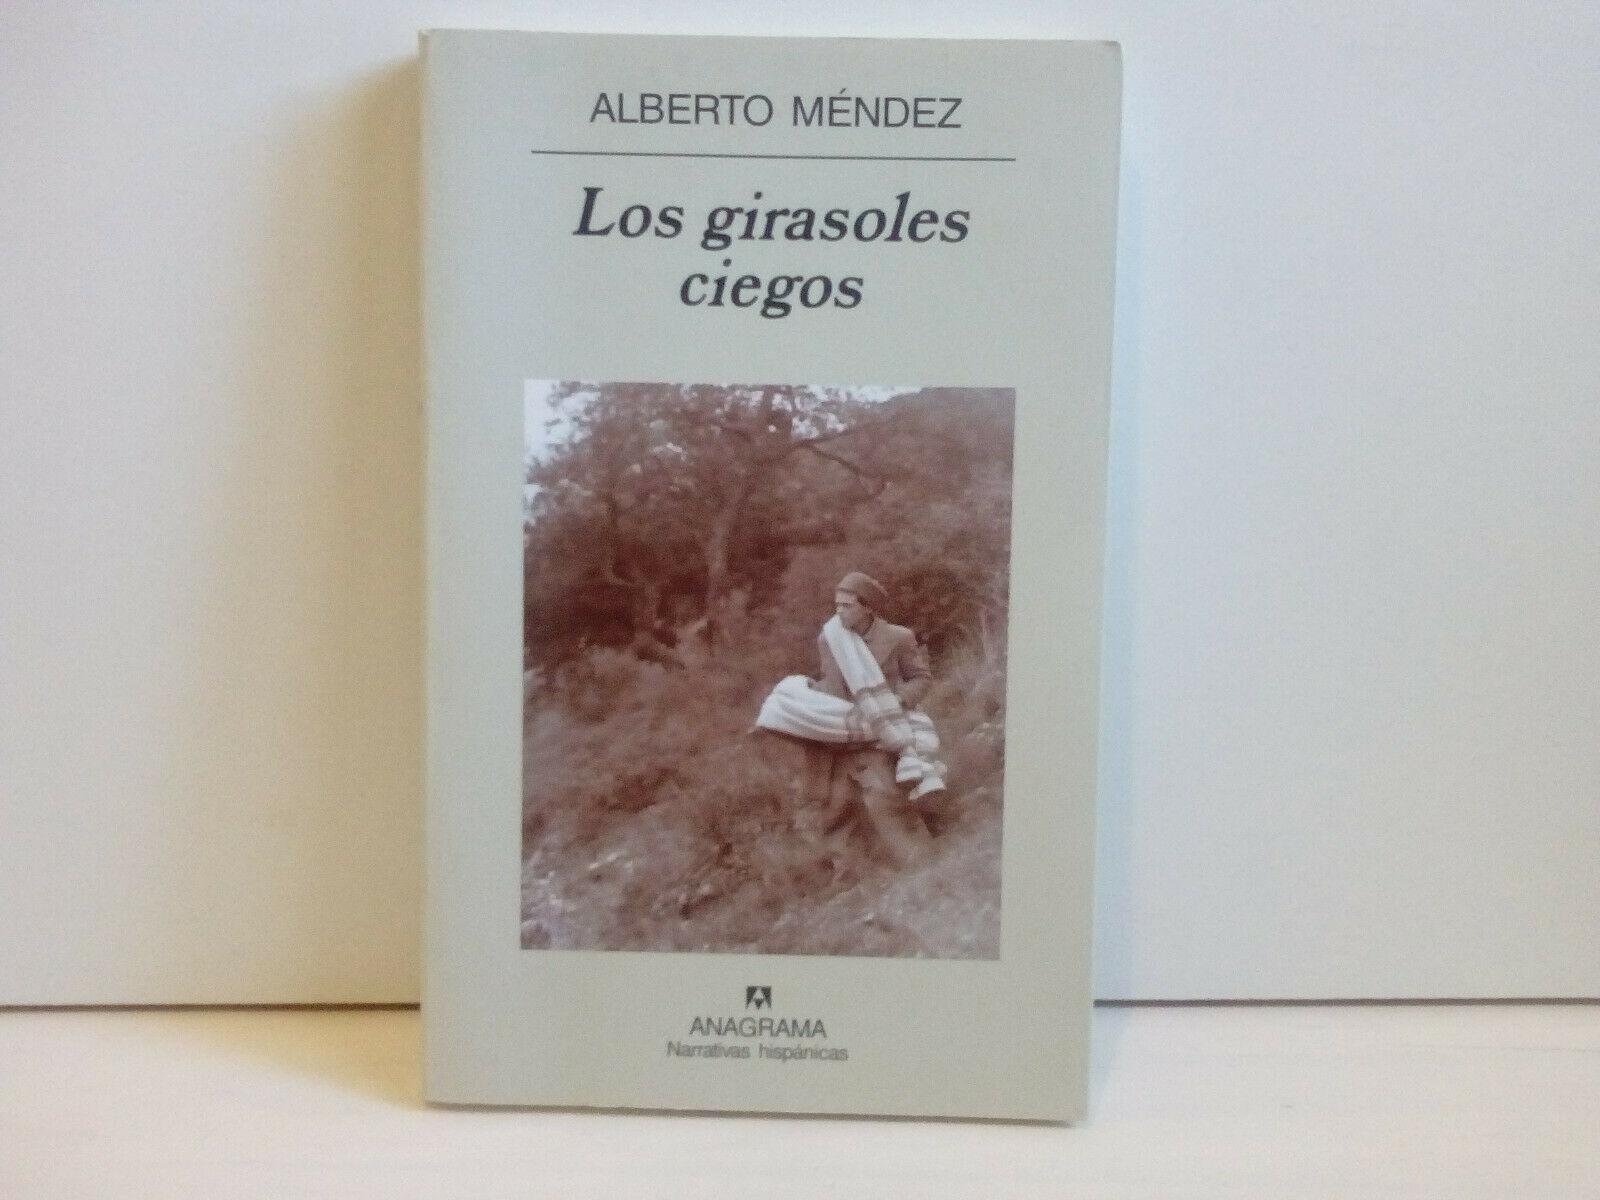 ALBERTO MÉNDEZ
Los girasoles
ciegos
ANAGRAMA
Narrativas hispánicas